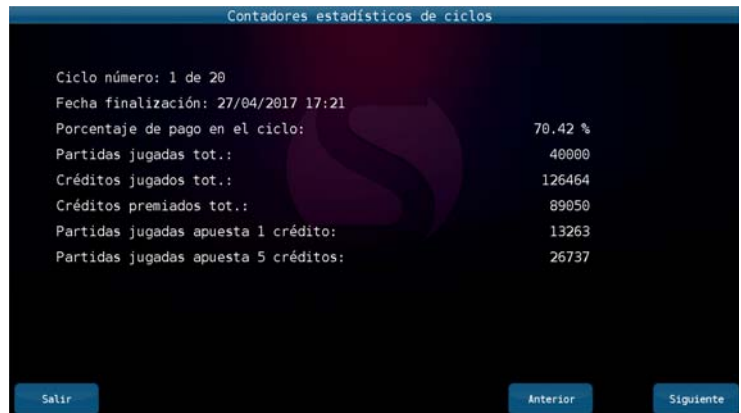 Contadores estadísticos de ciclos
Ciclo número: 1 de 20
Fecha finalización: 27/04/2017 17:21
Porcentaje de pago en el ciclo: 70.42 %
Partidas jugadas tot.: 40000
Créditos jugados tot.: 126464
Créditos premiados tot.: 89050
Partidas jugadas apuesta 1 crédito: 13263
Partidas jugadas apuesta 5 créditos: 26737
Salir Anterior Siguiente